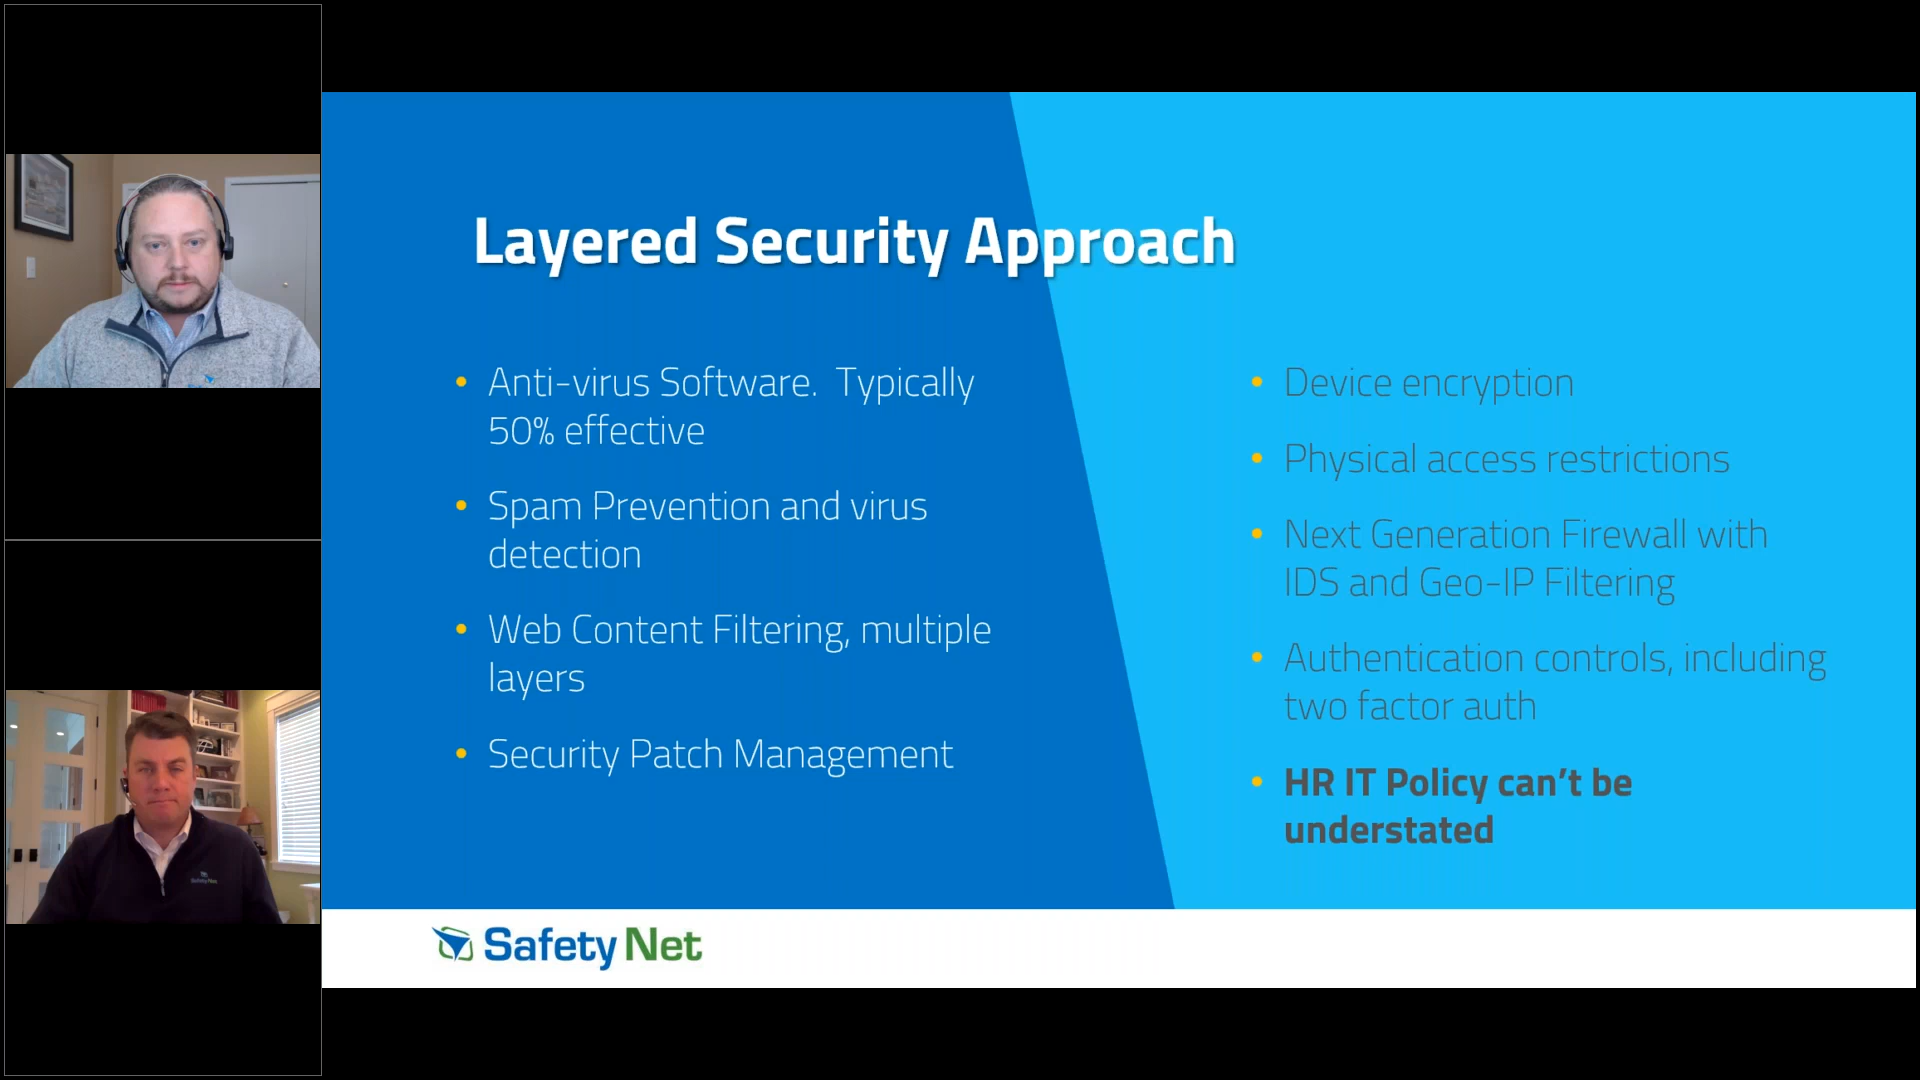 Layered Security Approach
Anti-virus Software. Typically
50% effective
Spam Prevention and virus
detection
Web Content Filtering, multiple
layers
Security Patch Management
Device encryption
Physical access restrictions
Next Generation Firewall with
IDS and Geo-IP Filtering
Authentication controls, including
two factor auth
HR IT Policy can't be
understated
Safety Net
SafetyNet